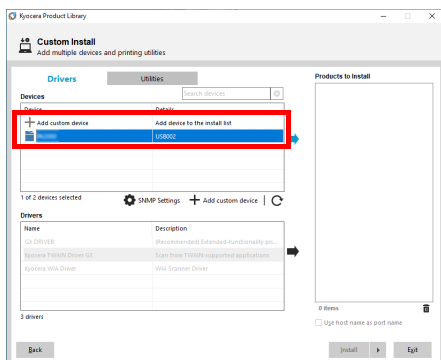 Kyocera Product Library
Custom Install
Add multiple devices and printing utilities
Drivers
Utilities
Products to Install
Devices
Search devices
Device
Details
Add custom device
Add device to the install list
USB002
1 of 2 devices selected
SNMP Settings
Add custom device
Drivers
Name
Description
GX DRIVER
(Recommended) Extended-functionality po...
Kyocera TWAIN Driver GX
Scan from TWAIN-supported applications
Kyocera WIA Driver
WIA Scanner Driver
3 drivers
0 Items
Use host name as port name
Back
Install
Exit